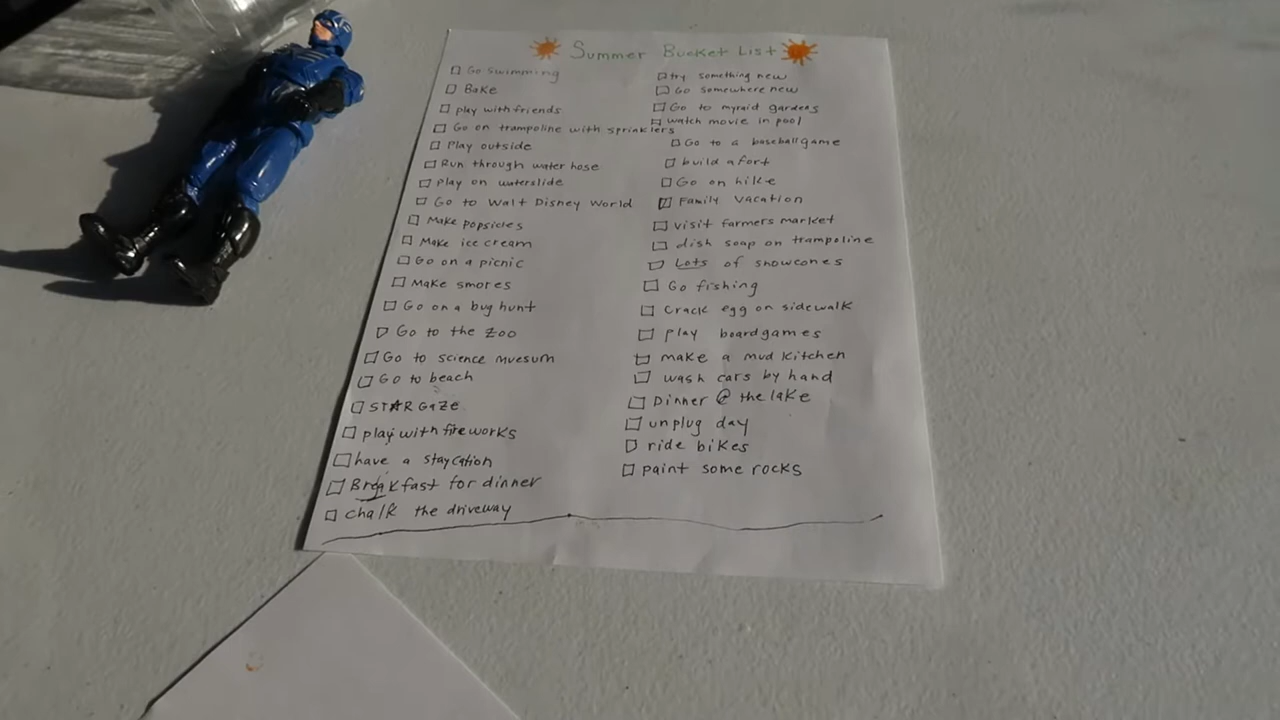 Summer Bucket List
Go swimming
Bake
play with friends
Go on trampoline with sprinklers
Play outside
Run through water hose
Play on waterslide
Go to Walt Disney World
Make popsicles
Make ice cream
Go on a picnic
Make smores
Go on a bug hunt
Go to the Zoo
Go to science muesum
Go to beach
STAR GaZe
play with fireworks
have a staycation
Breakfast for dinner
chalk the driveway
try something new
Go somewhere new
Go to myraid gardens
watch movie in pool
Go to a baseball game
build a fort
Go on hike
Family vacation
visit farmers market
dish soap on trampoline
Lots of snowcones
Go fishing
Crack egg on sidewalk
play boardgames
make a mud kitchen
wash cars by hand
Dinner @ the lake
unplug day
ride bikes
paint some rocks